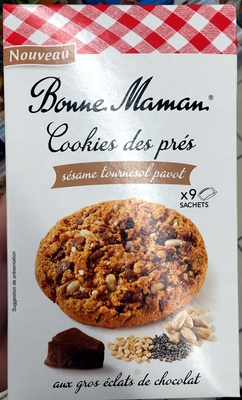 Nouveau
Bonne Maman®
Cookies des prés
sésame tournesol pavot
x9
SACHETS
Suggestion de présentation
aux gros éclats de chocolat